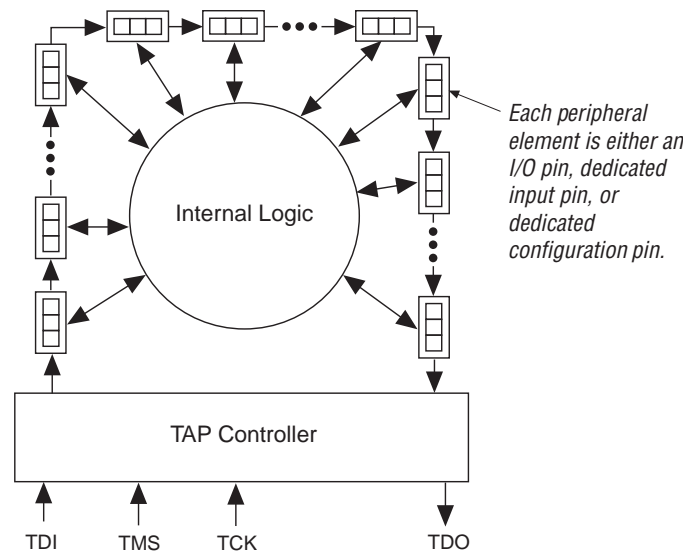 Each peripheral
element is either an
I/O pin, dedicated
input pin, or
dedicated
configuration pin.
Internal Logic
TAP Controller
TDI TMS TCK TDO